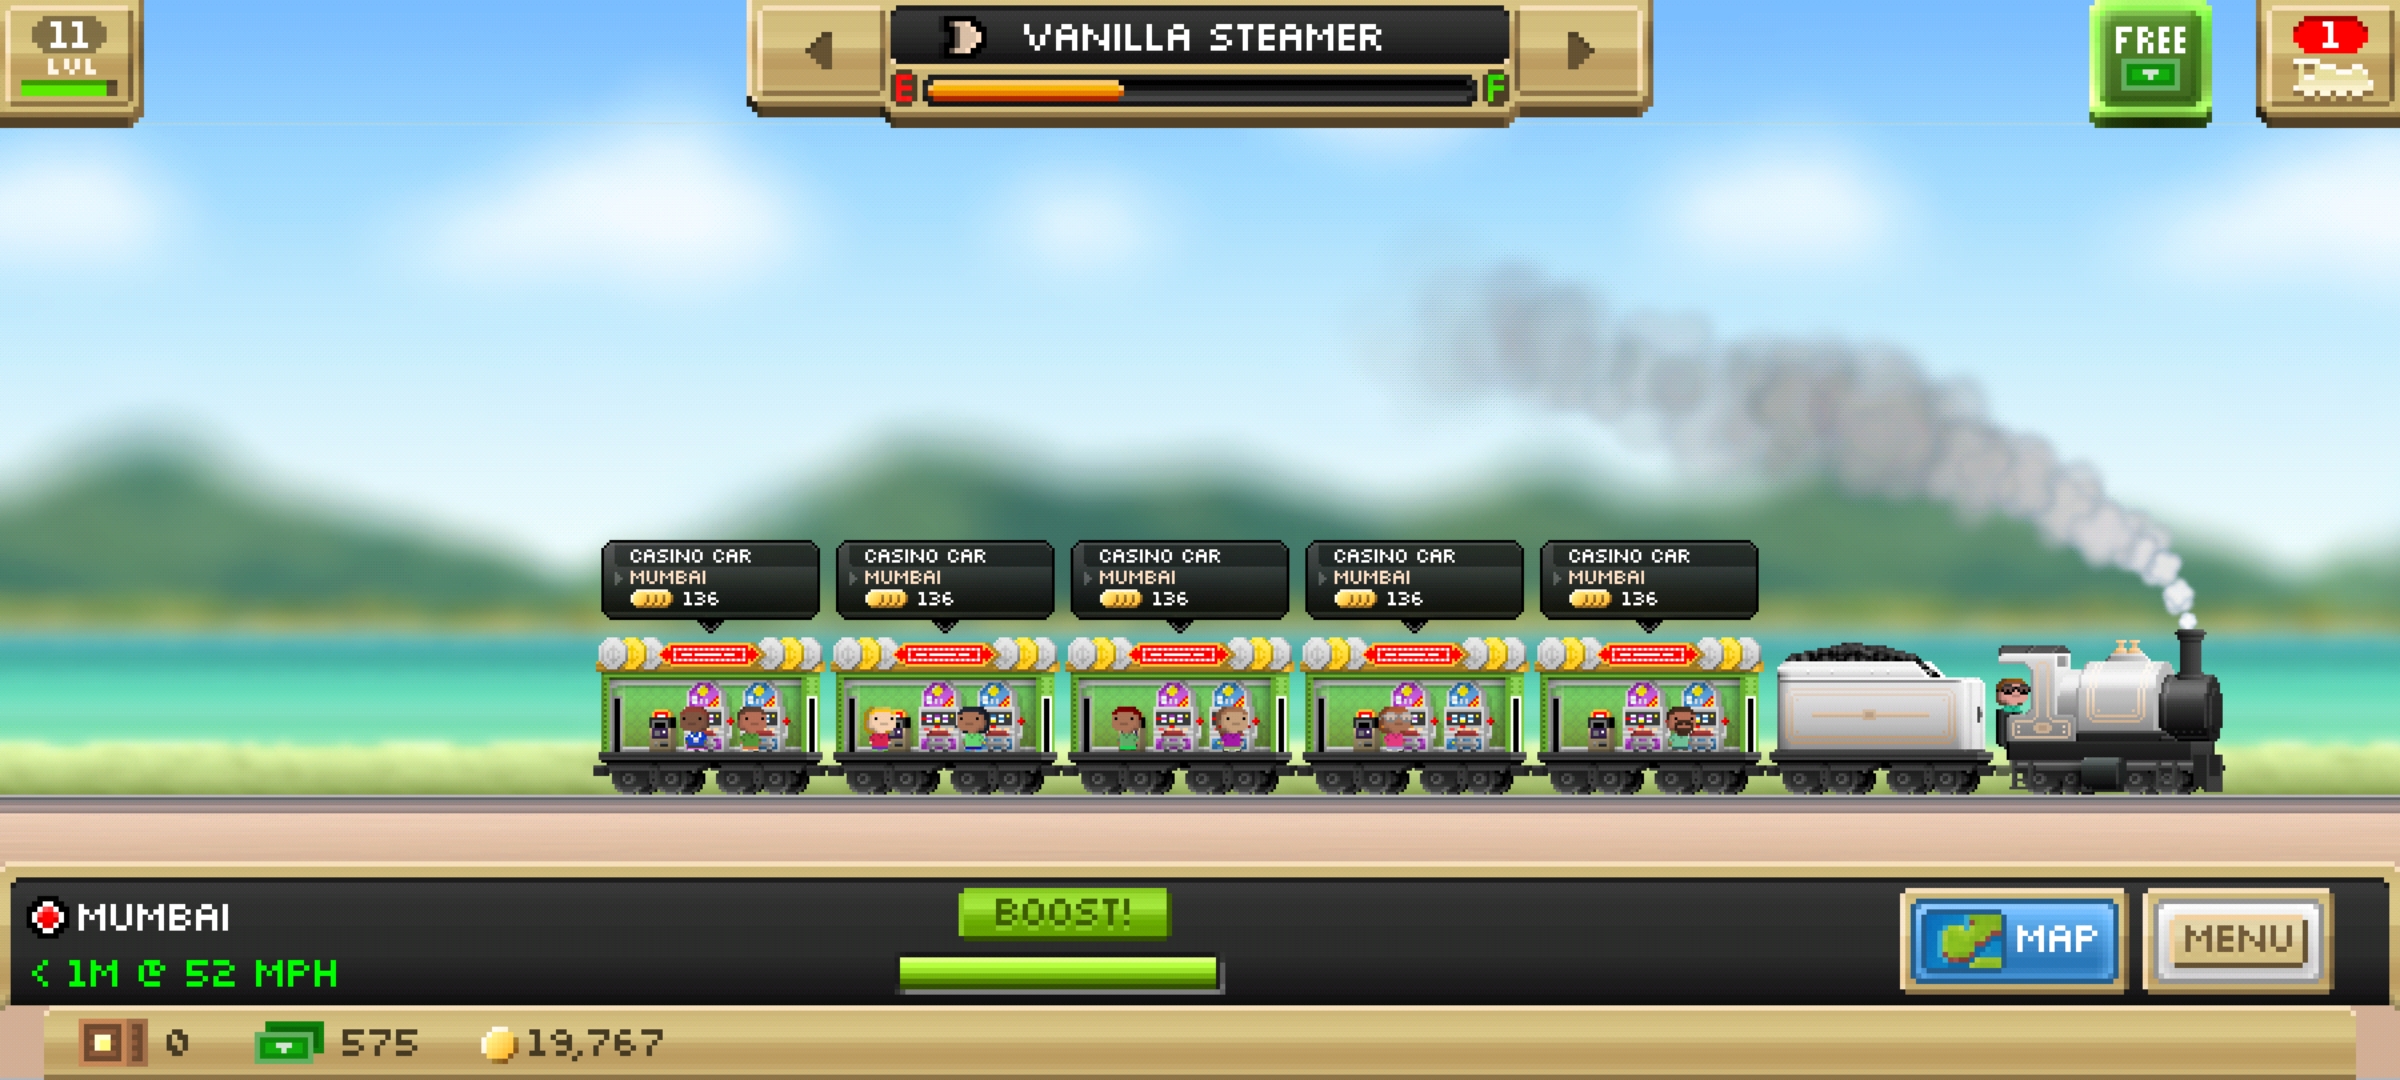 11
LVL
VANILLA STEAMER
E F
FREE
1
CASINO CAR
MUMBAI
136
CASINO CAR
MUMBAI
136
CASINO CAR
MUMBAI
136
CASINO CAR
MUMBAI
136
CASINO CAR
MUMBAI
136
MUMBAI
< 1M @ 52 MPH
BOOST!
MAP
MENU
0
575
19,767